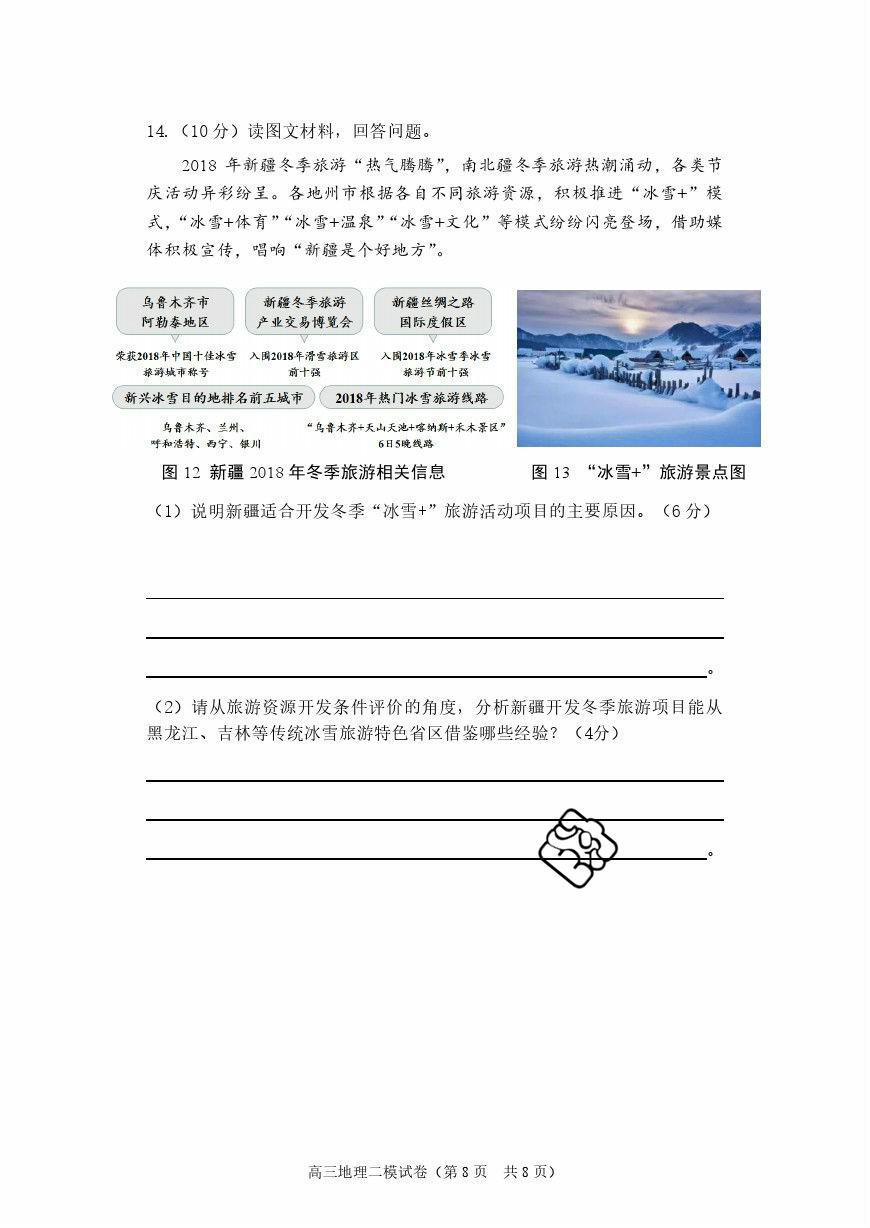 14.（10 分）读图文材料，回答问题。
2018 年新疆冬季旅游“热气腾腾”，南北疆冬季旅游热潮涌动，各类节
庆活动异彩纷呈。各地州市根据各自不同旅游资源，积极推进“冰雪+”模
式，“冰雪+体育”“冰雪+温泉”“冰雪+文化”等模式纷纷闪亮登场，借助媒
体积极宣传，唱响“新疆是个好地方”。
乌鲁木齐市
阿勒泰地区
荣获2018年中国十佳冰雪
旅游城市称号
新疆冬季旅游
产业交易博览会
入围2018年滑雪旅游区
前十强
新疆丝绸之路
国际度假区
入围2018年冰雪季冰雪
旅游节前十强
新兴冰雪目的地排名前五城市
乌鲁木齐、兰州、
呼和浩特、西宁、银川
2018年热门冰雪旅游线路
“乌鲁木齐+天山天池+喀纳斯+禾木景区”
6日5晚线路
图 12 新疆 2018 年冬季旅游相关信息
图 13 “冰雪+”旅游景点图
（1）说明新疆适合开发冬季“冰雪+”旅游活动项目的主要原因。（6 分）
。
（2）请从旅游资源开发条件评价的角度，分析新疆开发冬季旅游项目能从
黑龙江、吉林等传统冰雪旅游特色省区借鉴哪些经验？（4分）
。
高三地理二模试卷（第 8 页 共 8 页）